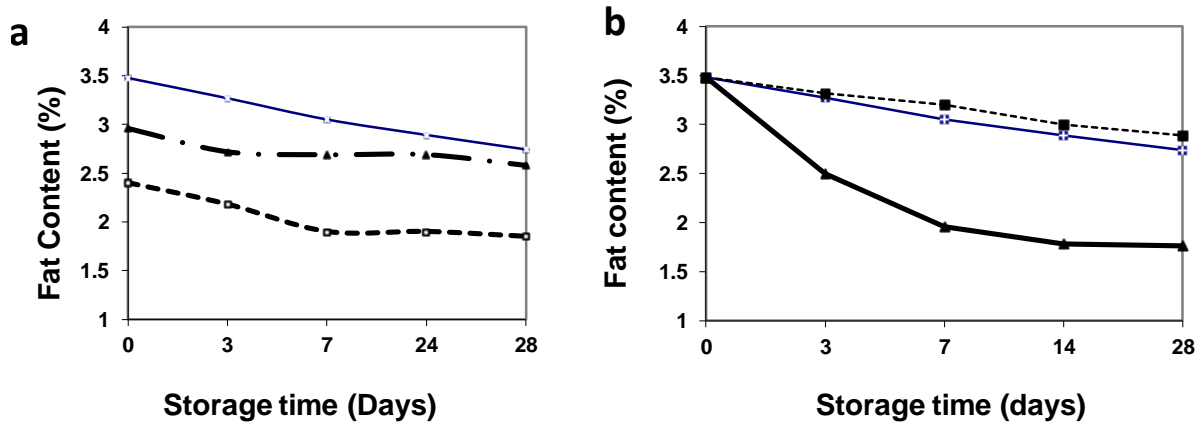 a
Fat Content (%)
4
3.5
3
2.5
2
1.5
1
0 3 7 24 28
Storage time (Days)
b
Fat content (%)
4
3.5
3
2.5
2
1.5
1
0 3 7 14 28
Storage time (days)